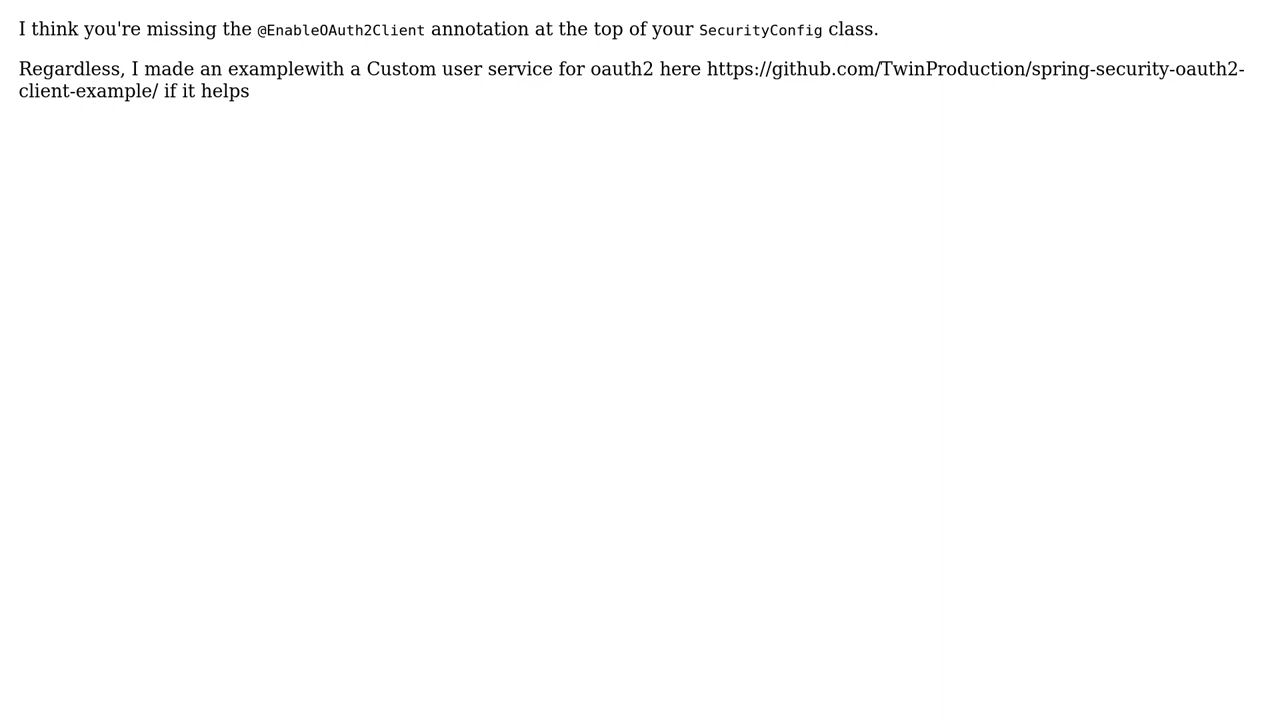 I think you're missing the @EnableOAuth2Client annotation at the top of your SecurityConfig class.
Regardless, I made an examplewith a Custom user service for oauth2 here https://github.com/TwinProduction/spring-security-oauth2-
client-example/ if it helps